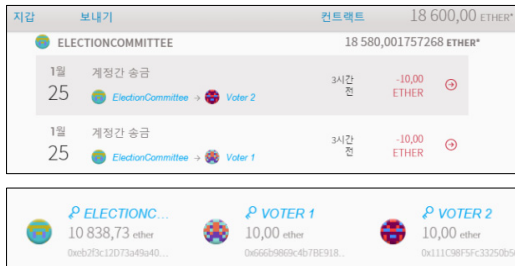 지갑 보내기 컨트랙트 18 600,00 ETHER*
ELECTIONCOMMITTEE 18 580,001757268 ETHER*
1월 계정간 송금 3시간 -10,00
25 ElectionCommittee → Voter 2 전 ETHER
1월 계정간 송금 3시간 -10,00
25 ElectionCommittee → Voter 1 전 ETHER
ELECTIONC... VOTER 1 VOTER 2
10 838,73 ether 10,00 ether 10,00 ether
0xeb2f3c12D73a49a40... 0x666b9869c4b7BE918... 0x111C98F5Fc33250b5